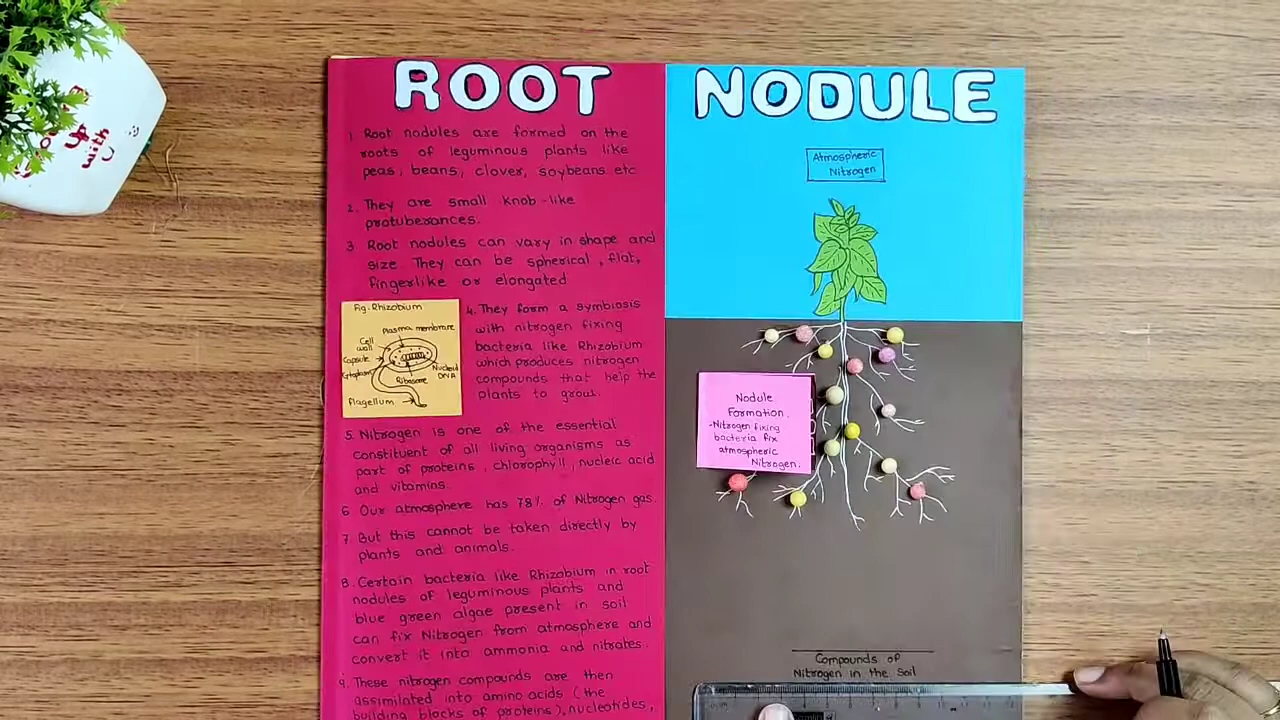 ROOT NODULE
1. Root nodules are formed on the
roots of leguminous plants like
peas, beans, clover, soybeans etc
2. They are small knob-like
protuberances.
3 Root nodules can vary in shape and
size. They can be spherical, flat,
fingerlike or elongated
Fig: Rhizobium
Plasma membrane
Cell
wall
Capsule
Cytoplasm
Nucleoid
DNA
Ribosome
flagellum
4. They form a symbiosis
with nitrogen fixing
bacteria like Rhizobium
which produces nitrogen
compounds that help the
plants to grow.
5. Nitrogen is one of the essential
constituent of all living organisms as
part of proteins, chlorophyll, nucleic acid
and vitamins.
6 Our atmosphere has 78% of Nitrogen gas.
7. But this cannot be taken directly by
plants and animals.
8. Certain bacteria like Rhizobium in root
nodules of leguminous plants and
blue green algae present in soil
can fix Nitrogen from atmosphere and
convert it into ammonia and nitrates.
9. These nitrogen compounds are then
assimilated into amino acids (the
building blocks of proteins), nucleotides,
Atmospheric
Nitrogen
Nodule
Formation.
-Nitrogen fixing
bacteria fix
atmospheric
Nitrogen.
Compounds of
Nitrogen in the Soil